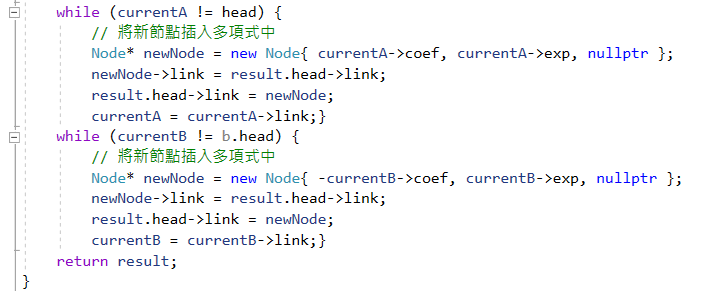 while (currentA != head) {
// 將新節點插入多項式中
Node* newNode = new Node{ currentA->coef, currentA->exp, nullptr };
newNode->link = result.head->link;
result.head->link = newNode;
currentA = currentA->link;}
while (currentB != b.head) {
// 將新節點插入多項式中
Node* newNode = new Node{ -currentB->coef, currentB->exp, nullptr };
newNode->link = result.head->link;
result.head->link = newNode;
currentB = currentB->link;}
return result;
}